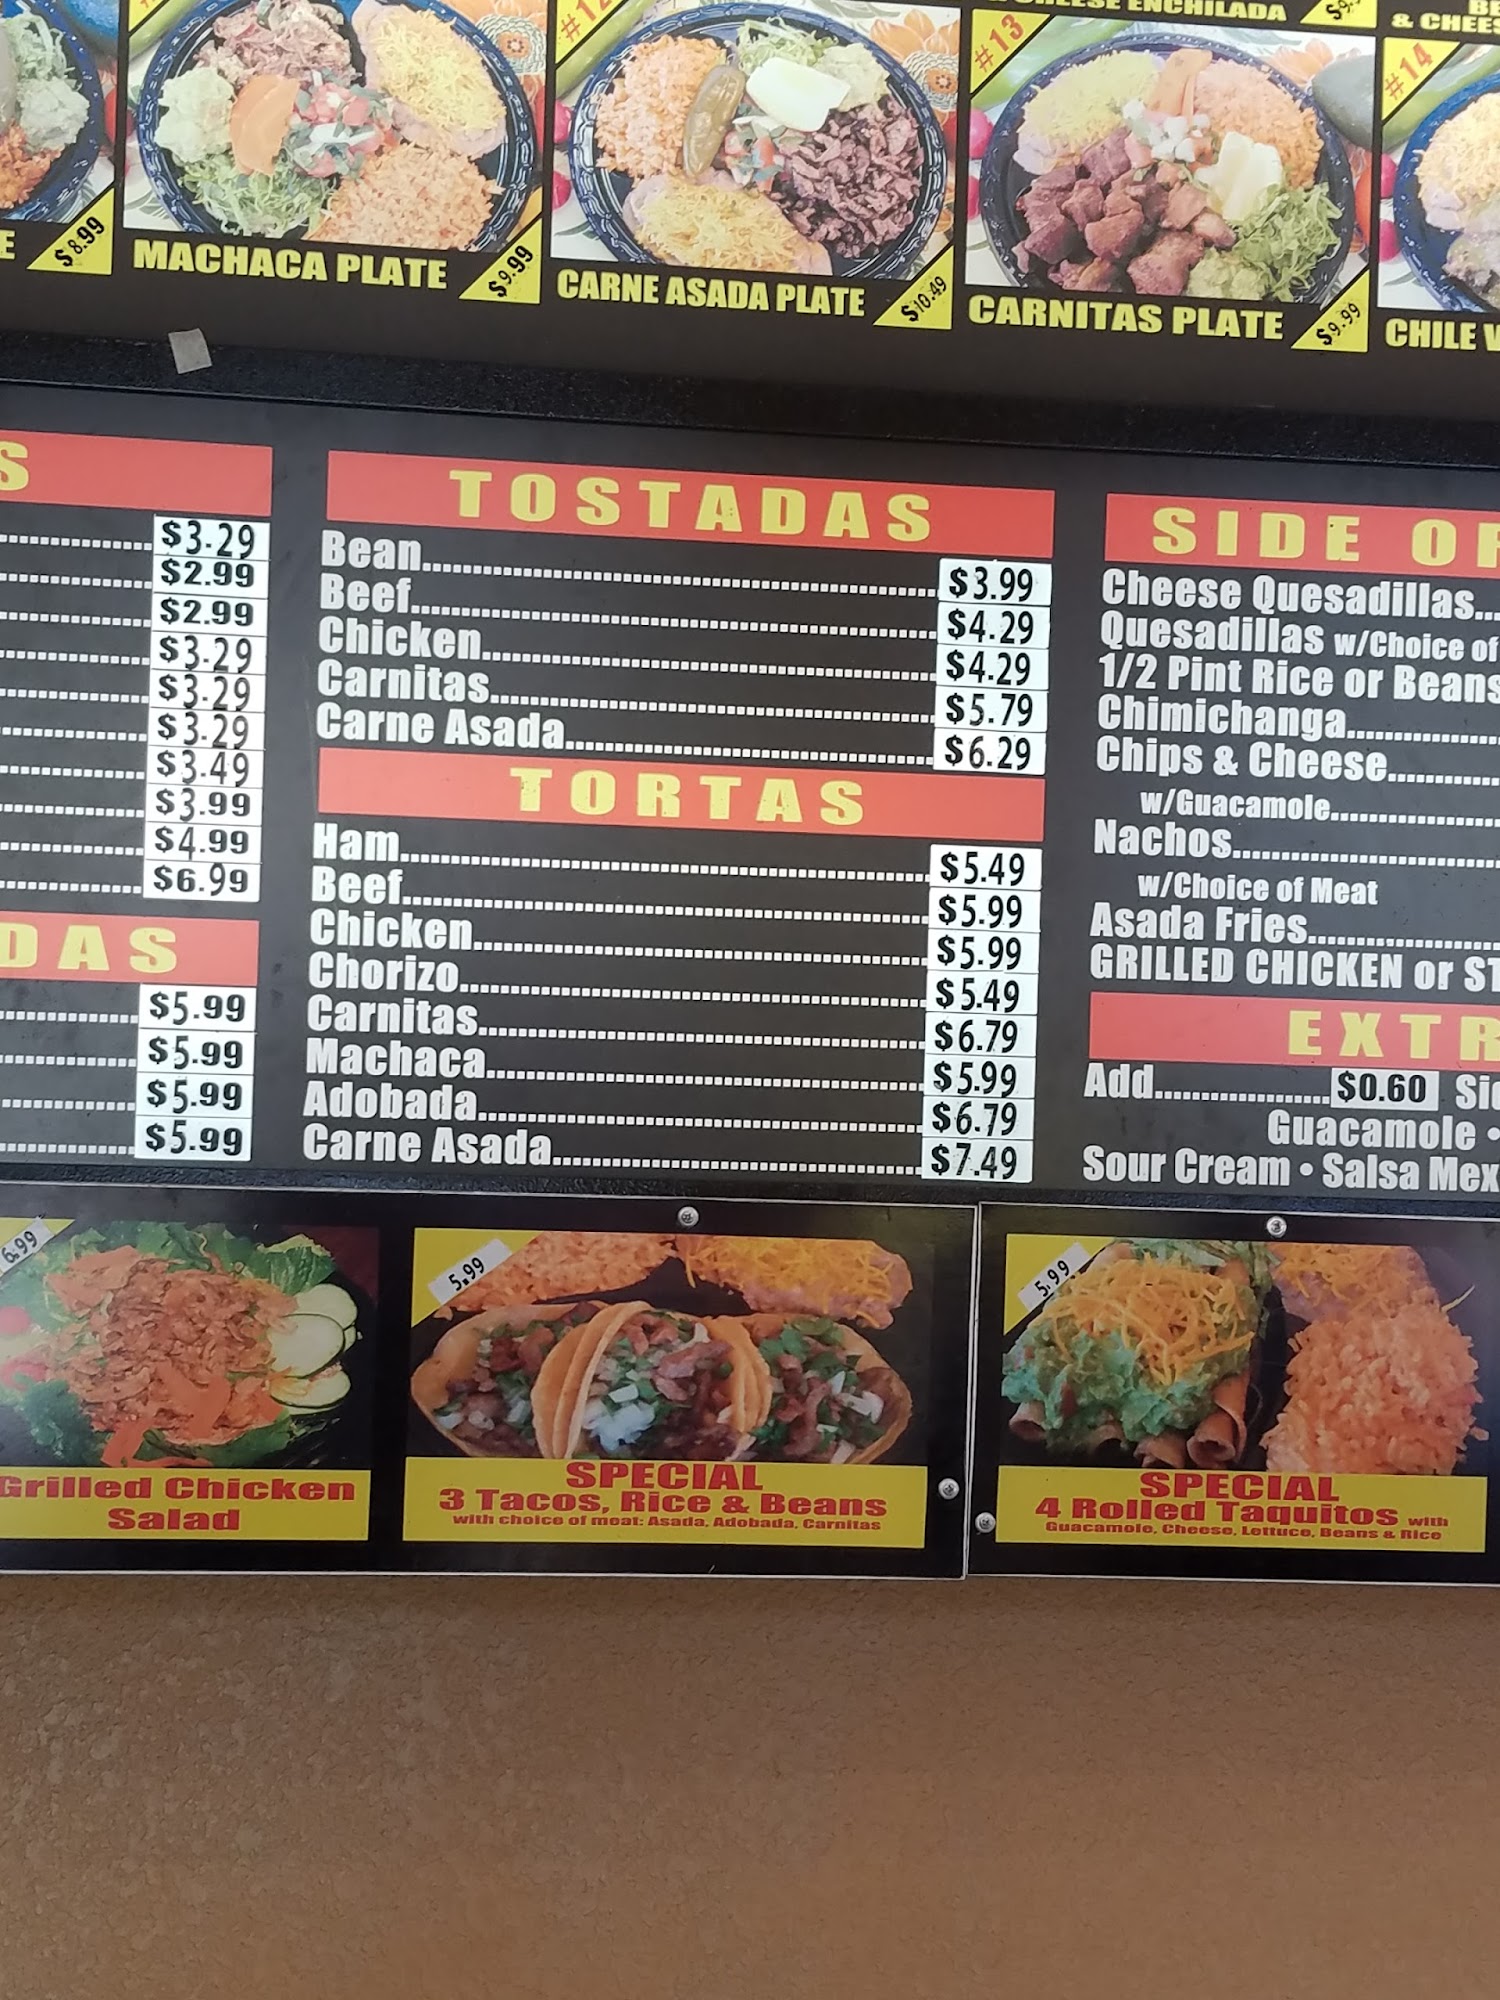 & CHEES
#12
#13
#14
CHEESE ENCHILADA
$8.99
MACHACA PLATE
$9.99
CARNE ASADA PLATE
$10.49
CARNITAS PLATE
$9.99
CHILE
S
$3.29
$2.99
$2.99
$3.29
$3.29
$3.29
$3.49
$3.99
$4.99
$6.99
DAS
$5.99
$5.99
$5.99
$5.99
TOSTADAS
Bean $3.99
Beef $4.29
Chicken $4.29
Carnitas $5.79
Carne Asada $6.29
TORTAS
Ham $5.49
Beef $5.99
Chicken $5.99
Chorizo $5.49
Carnitas $6.79
Machaca $5.99
Adobada $6.79
Carne Asada $7.49
SIDE
Cheese Quesadillas
Quesadillas w/Choice of
1/2 Pint Rice or Beans
Chimichanga
Chips & Cheese
w/Guacamole
Nachos
w/Choice of Meat
Asada Fries
GRILLED CHICKEN or ST
EXTR
Add $0.60 Si
Guacamole •
Sour Cream • Salsa Mex
6.99
Grilled Chicken
Salad
5.99
SPECIAL
3 Tacos, Rice & Beans
with choice of meat: Asada, Adobada, Carnitas
5.99
SPECIAL
4 Rolled Taquitos with
Guacamole, Cheese, Lettuce, Beans & Rice